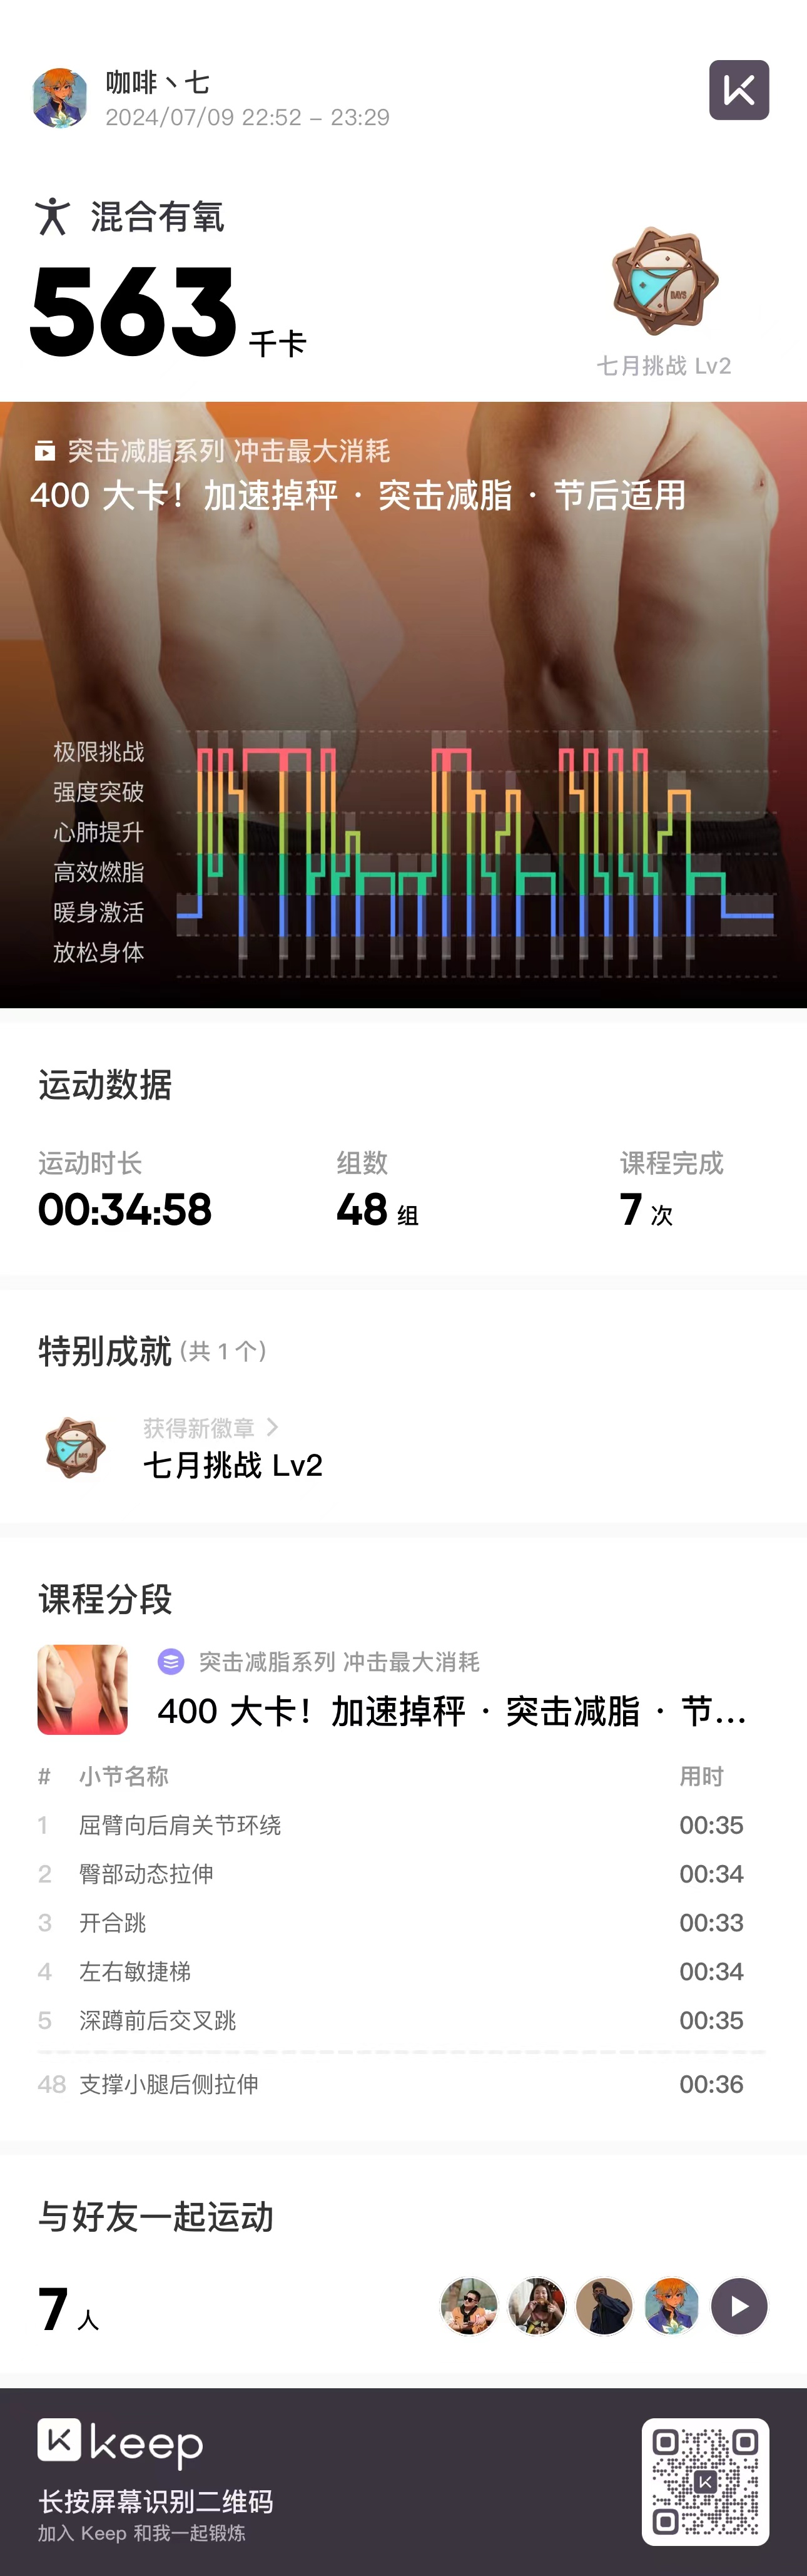 咖啡丶七
2024/07/09 22:52 – 23:29
混合有氧
563 千卡
DAYS
七月挑战 Lv2
突击减脂系列 冲击最大消耗
400 大卡！加速掉秤 · 突击减脂 · 节后适用
极限挑战
强度突破
心肺提升
高效燃脂
暖身激活
放松身体
运动数据
运动时长 组数 课程完成
00:34:58 48 组 7 次
特别成就 (共 1 个)
获得新徽章
七月挑战 Lv2
课程分段
突击减脂系列 冲击最大消耗
400 大卡！加速掉秤 · 突击减脂 · 节...
# 小节名称 用时
1 屈臂向后肩关节环绕 00:35
2 臀部动态拉伸 00:34
3 开合跳 00:33
4 左右敏捷梯 00:34
5 深蹲前后交叉跳 00:35
48 支撑小腿后侧拉伸 00:36
与好友一起运动
7 人
keep
长按屏幕识别二维码
加入 Keep 和我一起锻炼